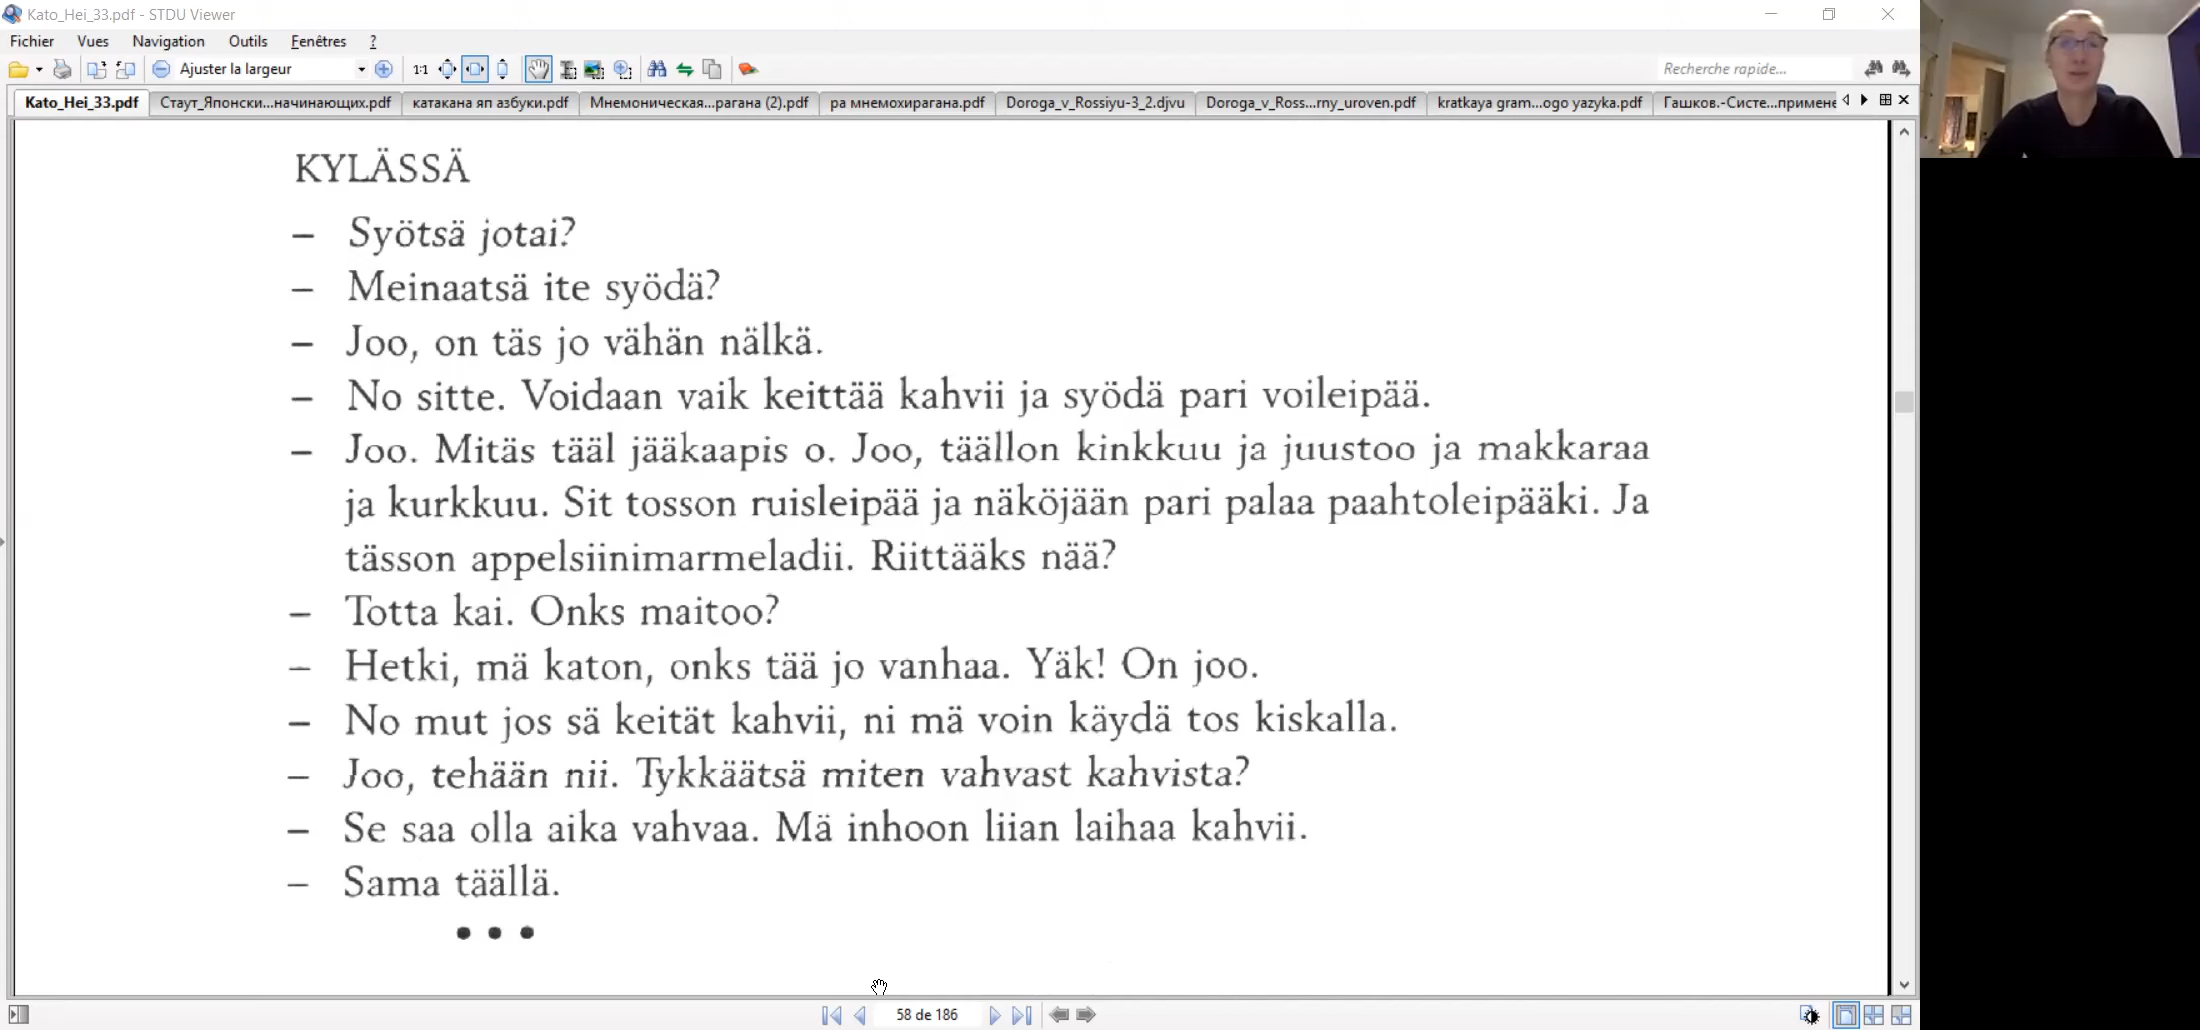 Kato_Hei_33.pdf - STDU Viewer
Fichier Vues Navigation Outils Fenêtres ?
Ajuster la largeur 1:1 Recherche rapide...
Kato_Hei_33.pdf Стаут_Японски...начинающих.pdf катакана яп азбуки.pdf Мнемоническая...рагана (2).pdf ра мнемохирагана.pdf Doroga_v_Rossiyu-3_2.djvu Doroga_v_Ross...rny_uroven.pdf kratkaya gram...ogo yazyka.pdf Гашков.-Систе...примене
KYLÄSSÄ
– Syötsä jotai?
– Meinaatsä ite syödä?
– Joo, on täs jo vähän nälkä.
– No sitte. Voidaan vaik keittää kahvii ja syödä pari voileipää.
– Joo. Mitäs tääl jääkaapis o. Joo, täällon kinkkuu ja juustoo ja makkaraa
ja kurkkuu. Sit tosson ruisleipää ja näköjään pari palaa paahtoleipääki. Ja
tässon appelsiinimarmeladii. Riittääks nää?
– Totta kai. Onks maitoo?
– Hetki, mä katon, onks tää jo vanhaa. Yäk! On joo.
– No mut jos sä keität kahvii, ni mä voin käydä tos kiskalla.
– Joo, tehään nii. Tykkäätsä miten vahvast kahvista?
– Se saa olla aika vahvaa. Mä inhoon liian laihaa kahvii.
– Sama täällä.
• • •
58 de 186